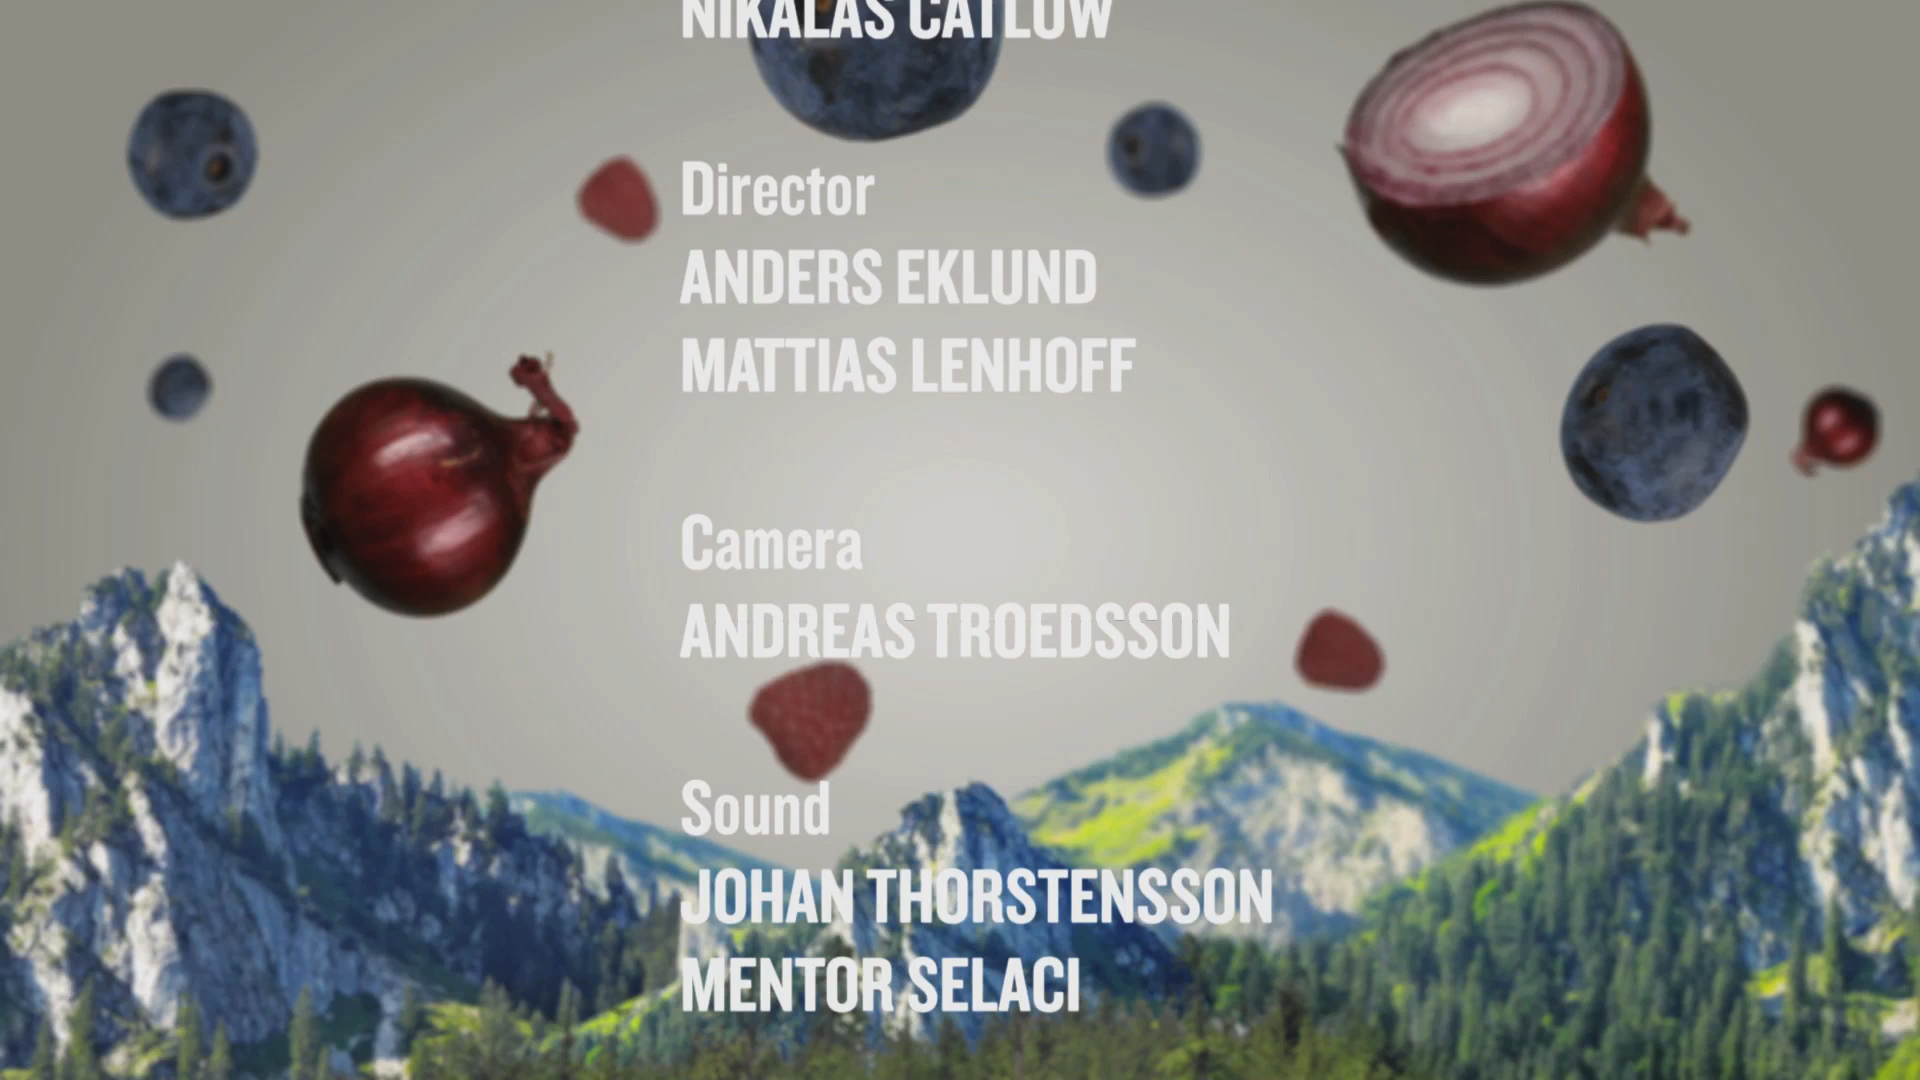 NIKALAS CATLOW
Director
ANDERS EKLUND
MATTIAS LENHOFF
Camera
ANDREAS TROEDSSON
Sound
JOHAN THORSTENSSON
MENTOR SELACI